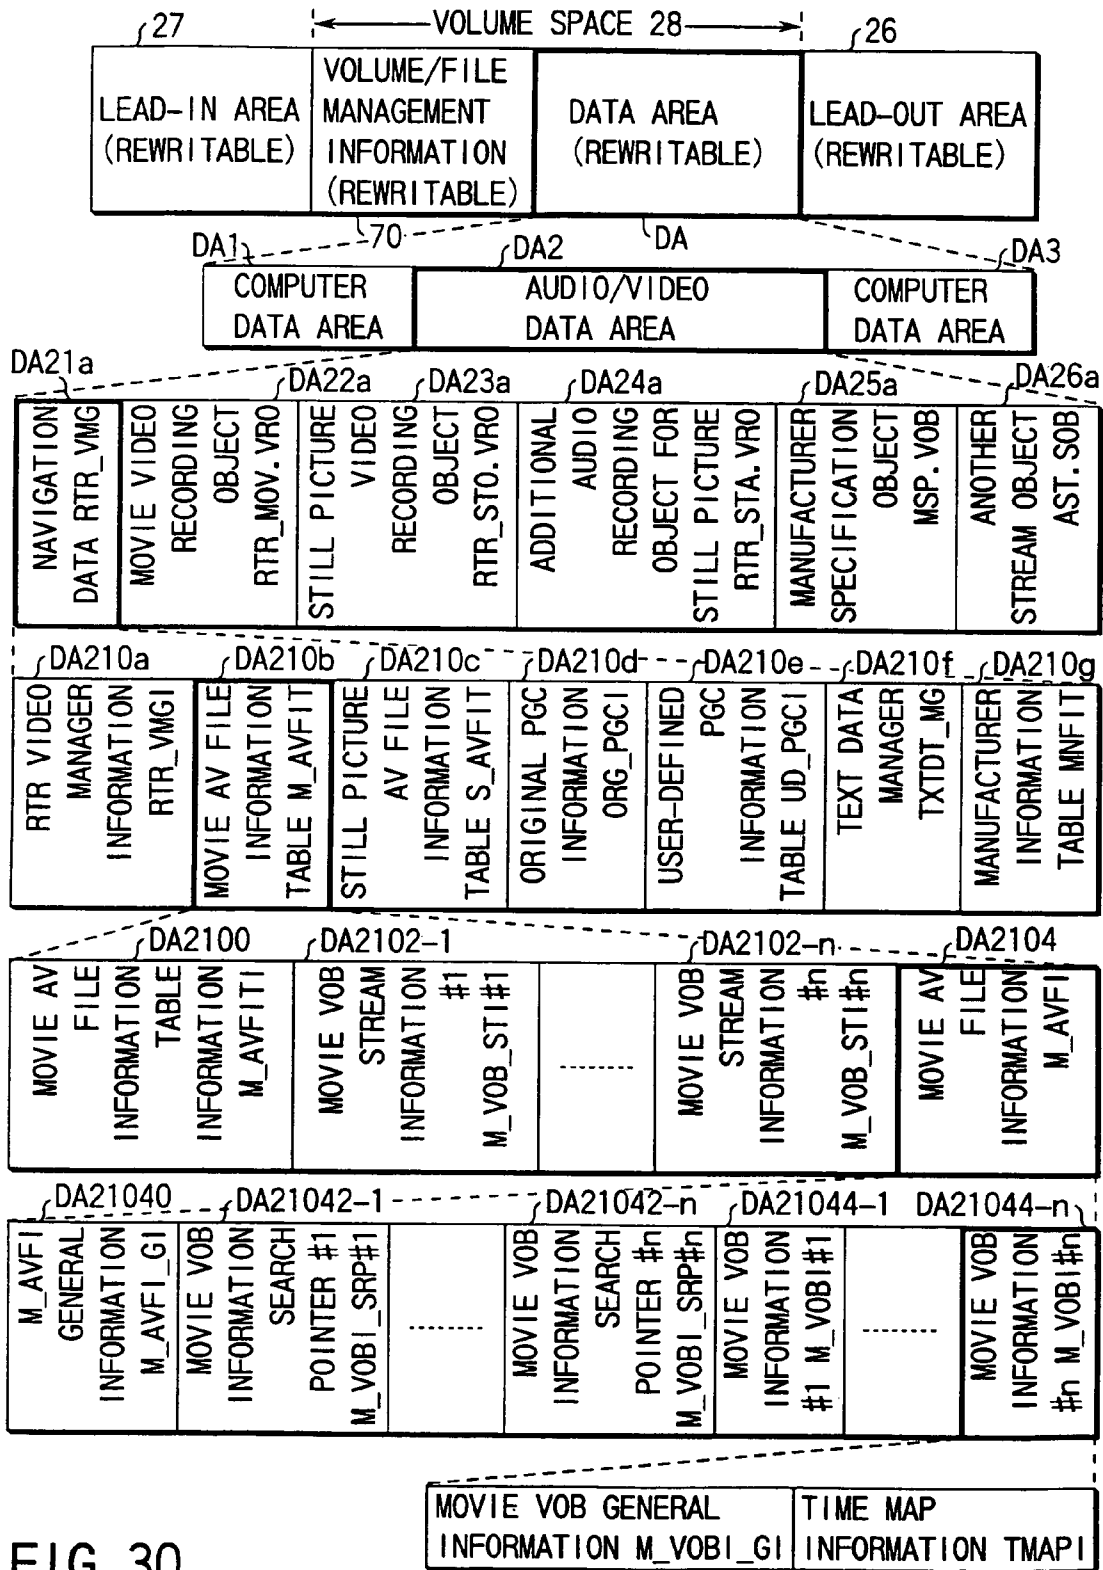 27
VOLUME SPACE 28
26
LEAD-IN AREA
(REWRITABLE)
VOLUME/FILE
MANAGEMENT
INFORMATION
(REWRITABLE)
DATA AREA
(REWRITABLE)
LEAD-OUT AREA
(REWRITABLE)
70
DA
DA1
DA2
DA3
COMPUTER
DATA AREA
AUDIO/VIDEO
DATA AREA
COMPUTER
DATA AREA
DA21a
DA22a
DA23a
DA24a
DA25a
DA26a
NAVIGATION
DATA RTR_VMG
MOVIE VIDEO
RECORDING
OBJECT
RTR_MOV.VRO
STILL PICTURE
VIDEO
RECORDING
OBJECT
RTR_STO.VRO
ADDITIONAL
AUDIO
RECORDING
OBJECT FOR
STILL PICTURE
RTR_STA.VRO
MANUFACTURER
SPECIFICATION
OBJECT
MSP.VOB
ANOTHER
STREAM OBJECT
AST.SOB
DA210a
DA210b
DA210c
DA210d
DA210e
DA210f
DA210g
RTR VIDEO
MANAGER
INFORMATION
RTR_VMGI
MOVIE AV FILE
INFORMATION
TABLE M_AVFIT
STILL PICTURE
AV FILE
INFORMATION
TABLE S_AVFIT
ORIGINAL PGC
INFORMATION
ORG_PGCI
USER-DEFINED
PGC
INFORMATION
TABLE UD_PGCI
TEXT DATA
MANAGER
TXTDT_MG
MANUFACTURER
INFORMATION
TABLE MNFIT
DA2100
DA2102-1
DA2102-n
DA2104
MOVIE AV
FILE
INFORMATION
TABLE
INFORMATION
M_AVFITI
MOVIE VOB
STREAM
INFORMATION
#1
M_VOB_STI#1
MOVIE VOB
STREAM
INFORMATION
#n
M_VOB_STI#n
MOVIE AV
FILE
INFORMATION
M_AVFI
DA21040
DA21042-1
DA21042-n
DA21044-1
DA21044-n
M_AVFI
GENERAL
INFORMATION
M_AVFI_GI
MOVIE VOB
INFORMATION
SEARCH
POINTER #1
M_VOBI_SRP#1
MOVIE VOB
INFORMATION
SEARCH
POINTER #n
M_VOBI_SRP#n
MOVIE VOB
INFORMATION
#1 M_VOBI#1
MOVIE VOB
INFORMATION
#n M_VOBI#n
MOVIE VOB GENERAL
INFORMATION M_VOBI_GI
TIME MAP
INFORMATION TMAPI
FIG. 30